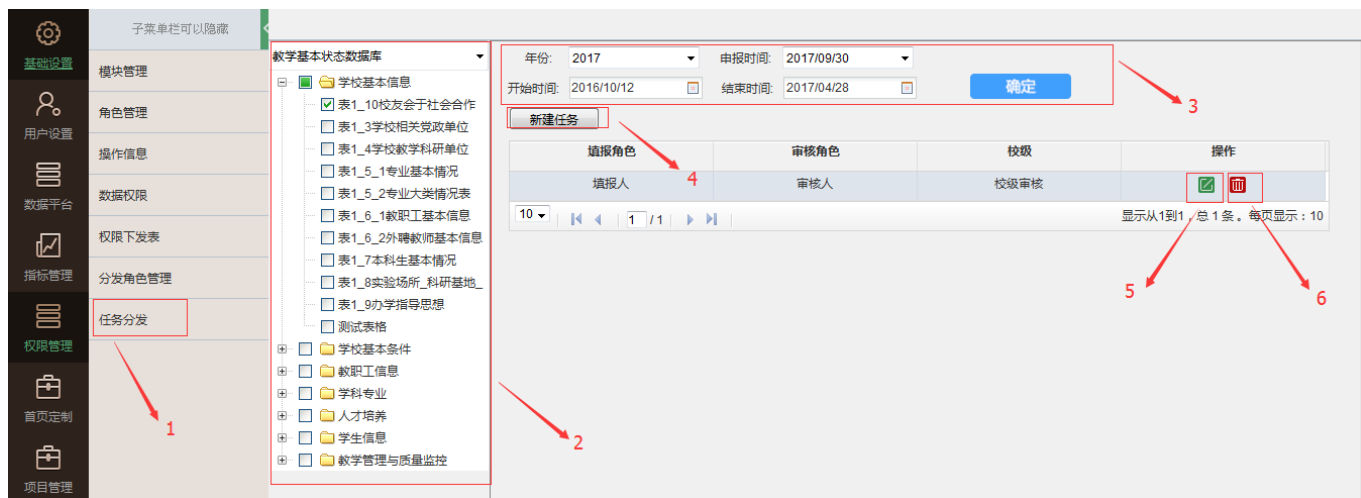 子菜单栏可以隐藏
基础设置
用户设置
数据平台
指标管理
权限管理
首页定制
项目管理
模块管理
角色管理
操作信息
数据权限
权限下发表
分发角色管理
任务分发
1
教学基本状态数据库
学校基本信息
表1_10校友会于社会合作
表1_3学校相关党政单位
表1_4学校教学科研单位
表1_5_1专业基本情况
表1_5_2专业大类情况表
表1_6_1教职工基本信息
表1_6_2外聘教师基本信息
表1_7本科生基本情况
表1_8实验场所_科研基地_
表1_9办学指导思想
测试表格
学校基本条件
教职工信息
学科专业
人才培养
学生信息
教学管理与质量监控
2
年份: 2017 申报时间: 2017/09/30
开始时间: 2016/10/12 结束时间: 2017/04/28 确定
3
新建任务
4
填报角色 审核角色 校级 操作
填报人 审核人 校级审核
10 1 /1 显示从1到1，总 1 条 。每页显示：10
5
6